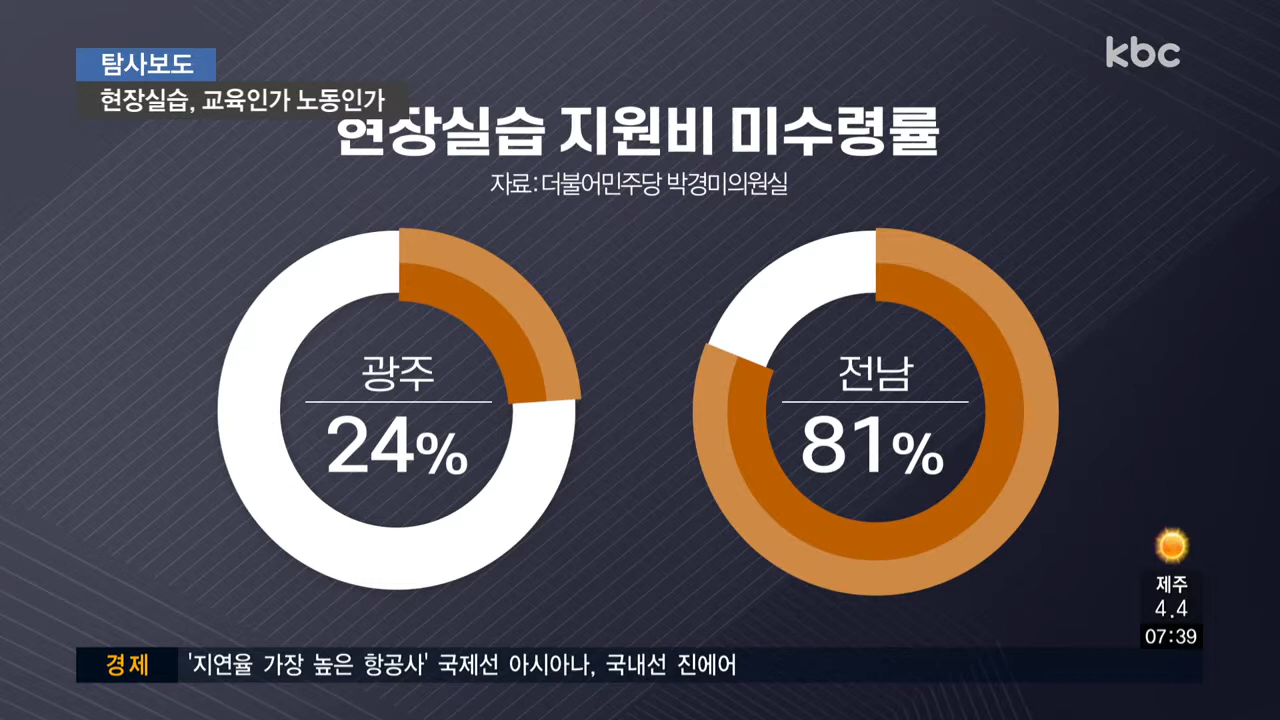 탐사보도
kbc
현장실습, 교육인가 노동인가
현장실습 지원비 미수령률
자료:더불어민주당 박경미의원실
광주
24%
전남
81%
제주
4.4
07:39
경제 '지연율 가장 높은 항공사' 국제선 아시아나, 국내선 진에어